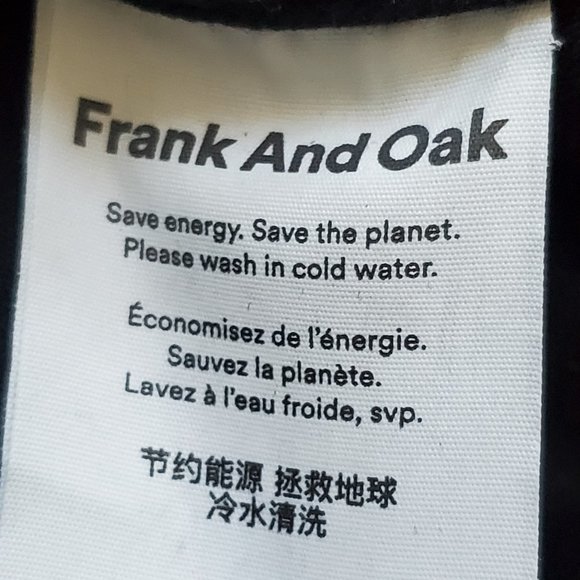 Frank And Oak
Save energy. Save the planet.
Please wash in cold water.
Économisez de l'énergie.
Sauvez la planète.
Lavez à l'eau froide, svp.
节约能源 拯救地球
冷水清洗